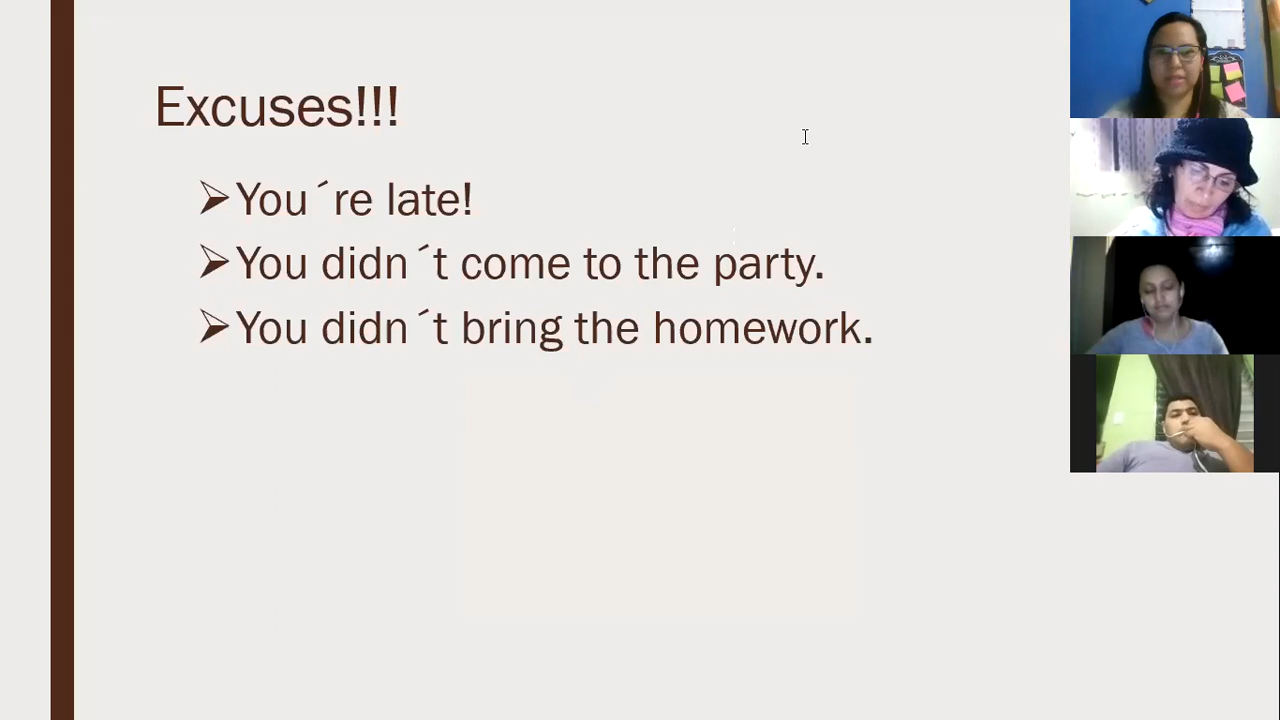 Excuses!!!
You´re late!
You didn´t come to the party.
You didn´t bring the homework.